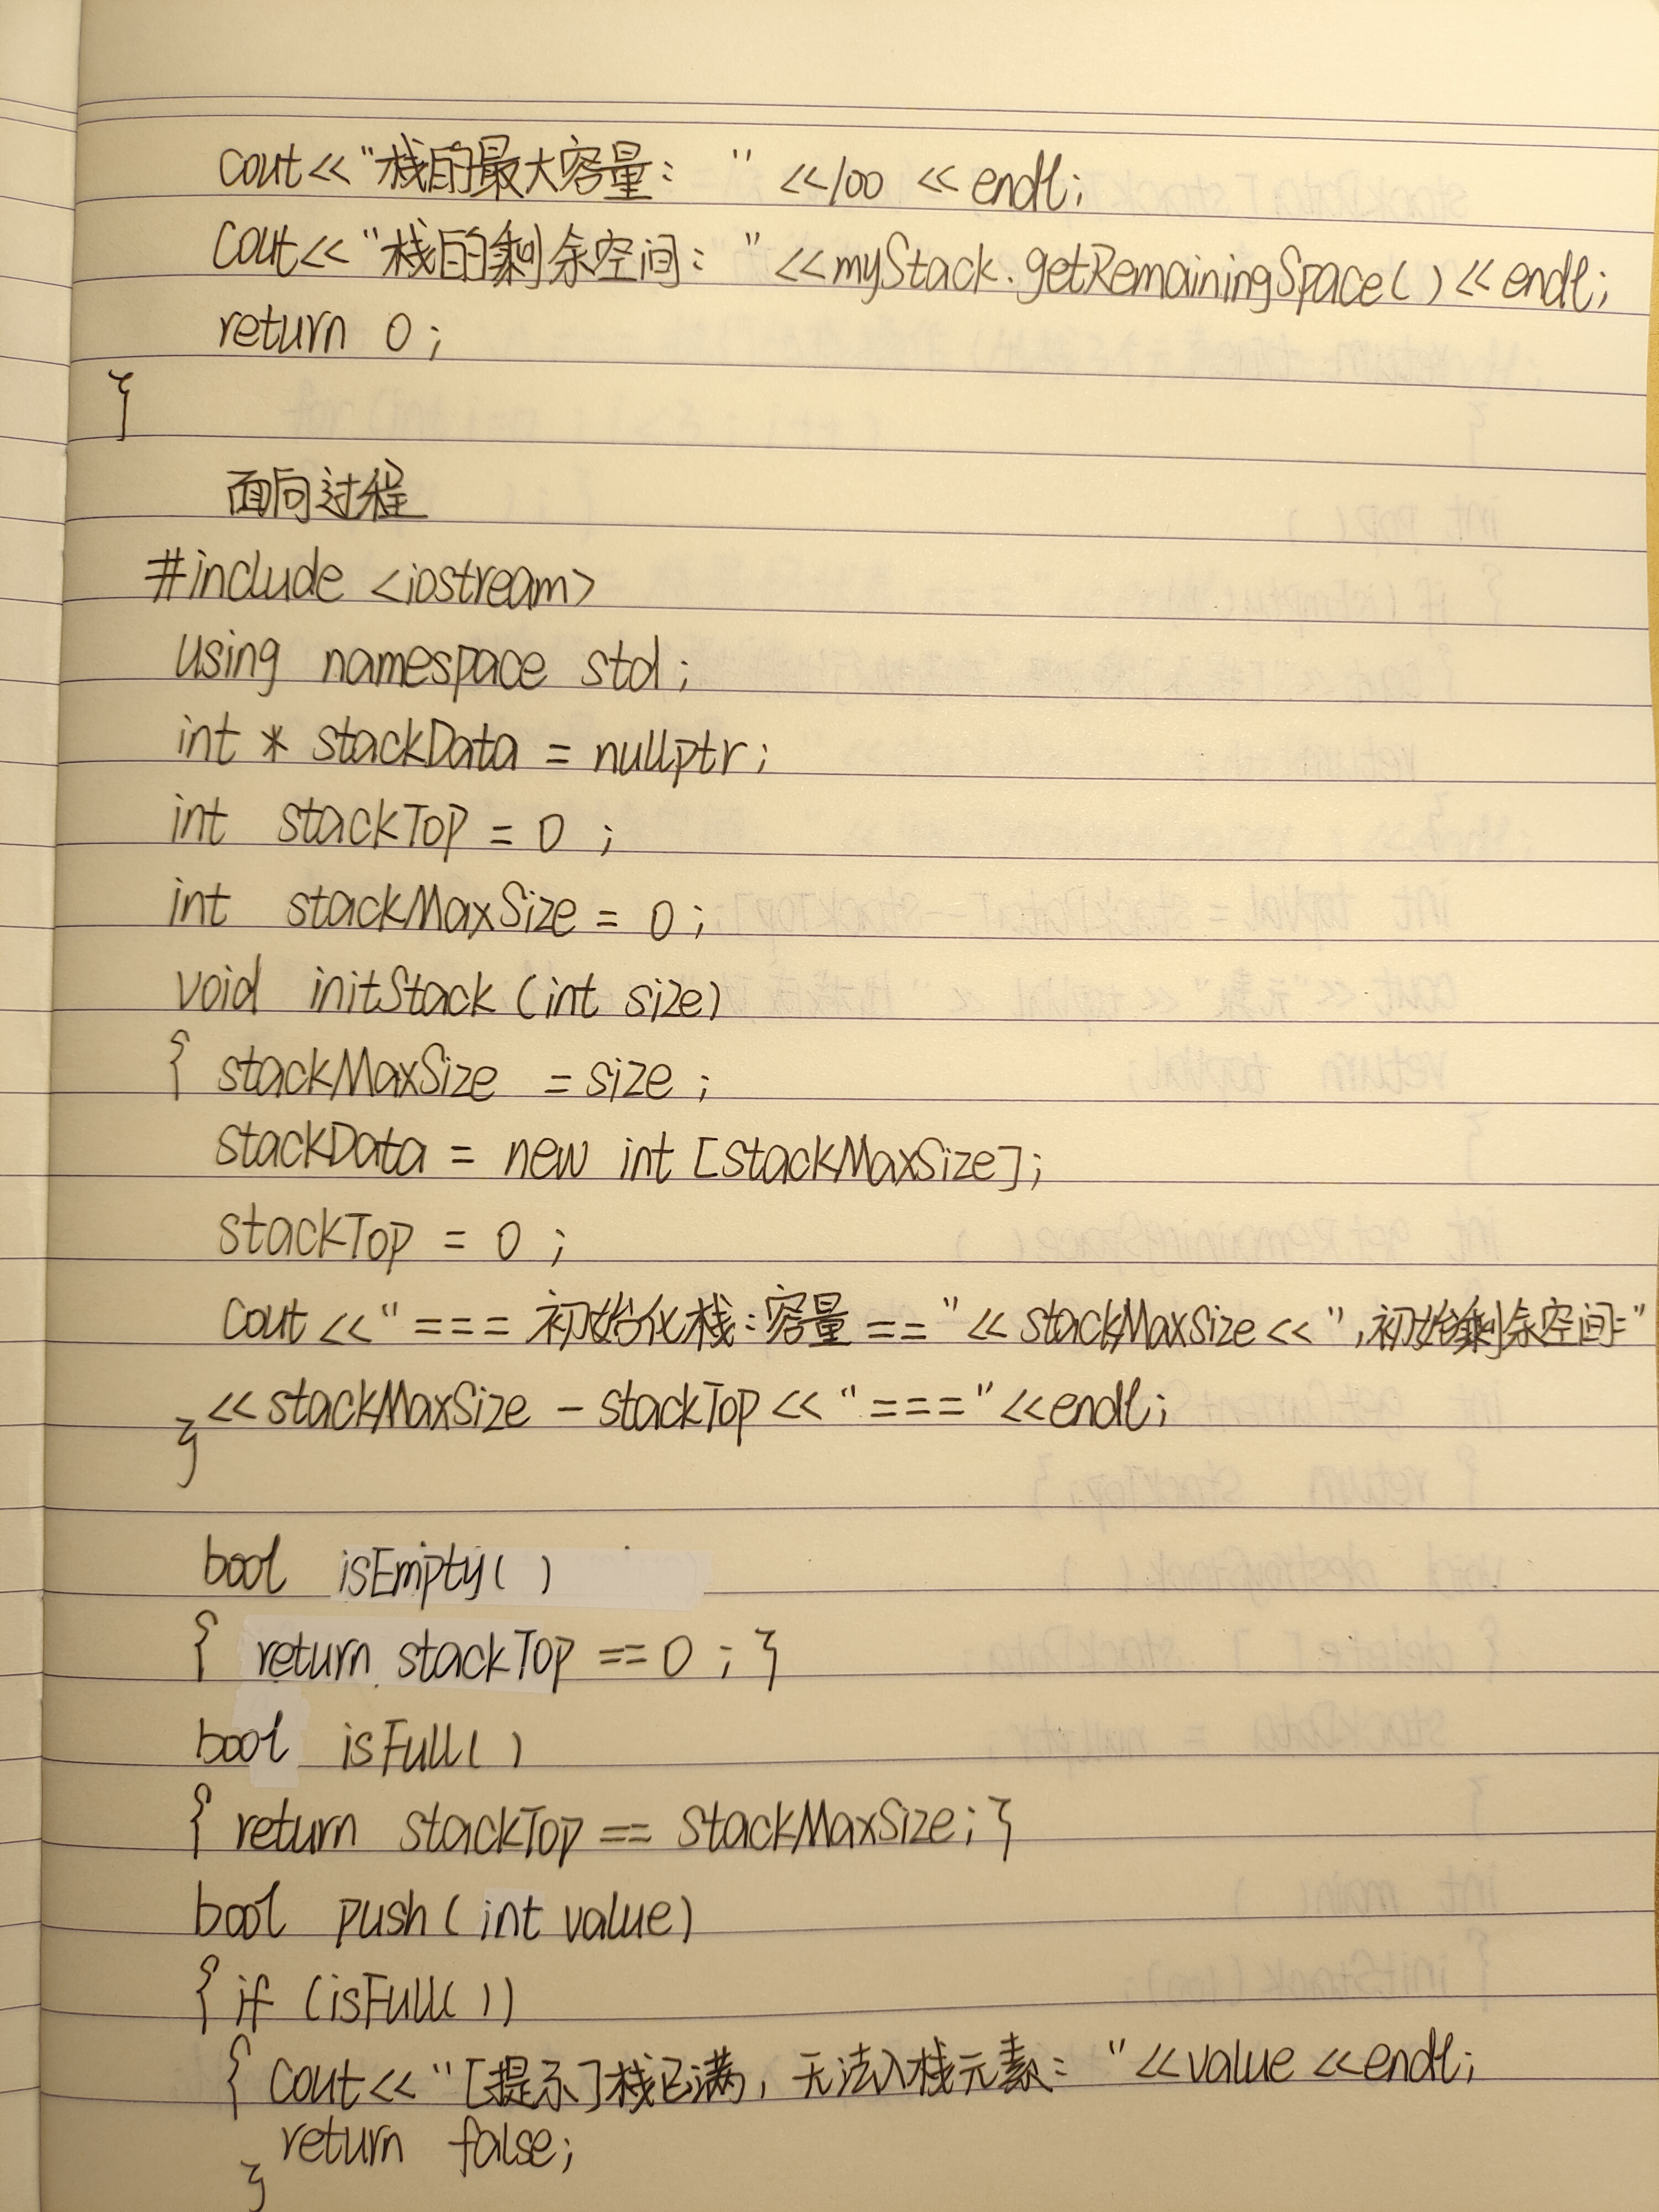 cout<<"栈的最大容量： " <<100 <<endl;
cout<<"栈的剩余空间： "<<myStack.getRemainingSpace()<<endl;
return 0;
}
面向过程
#include <iostream>
using namespace std;
int * stackData = nullptr;
int stackTop = 0 ;
int stackMaxSize = 0;
void initStack (int size)
{ stackMaxSize =size ;
stackData = new int [stackMaxSize];
stackTop = 0 ;
cout <<"=== 初始化栈：容量=="<< stackMaxSize<<",初始剩余空间="
<<stackMaxSize - stackTop << "==="<<endl;
}
bool isEmpty( )
{ return stackTop ==0 ; }
bool isFull( )
{ return stackTop == stackMaxSize; }
bool push( int value)
{ if (isFull( ))
{ cout<<"[提示]栈已满，无法入栈元素： "<<value <<endl;
return false;
}